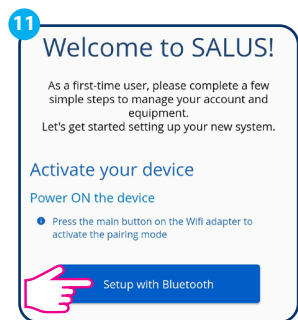 11
Welcome to SALUS!
As a first-time user, please complete a few
simple steps to manage your account and
equipment.
Let's get started setting up your new system.
Activate your device
Power ON the device
Press the main button on the Wifi adapter to
activate the pairing mode
Setup with Bluetooth